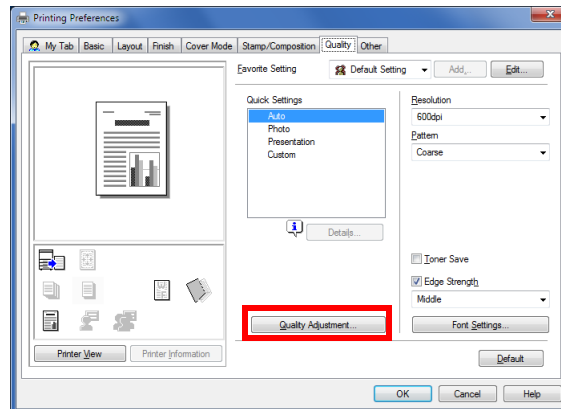 Printing Preferences
My Tab Basic Layout Finish Cover Mode Stamp/Composition Quality Other
Favorite Setting Default Setting Add... Edit...
Quick Settings
Auto
Photo
Presentation
Custom
Details...
Resolution
600dpi
Pattern
Coarse
Toner Save
Edge Strength
Middle
Quality Adjustment... Font Settings...
Printer View Printer Information
Default
OK Cancel Help